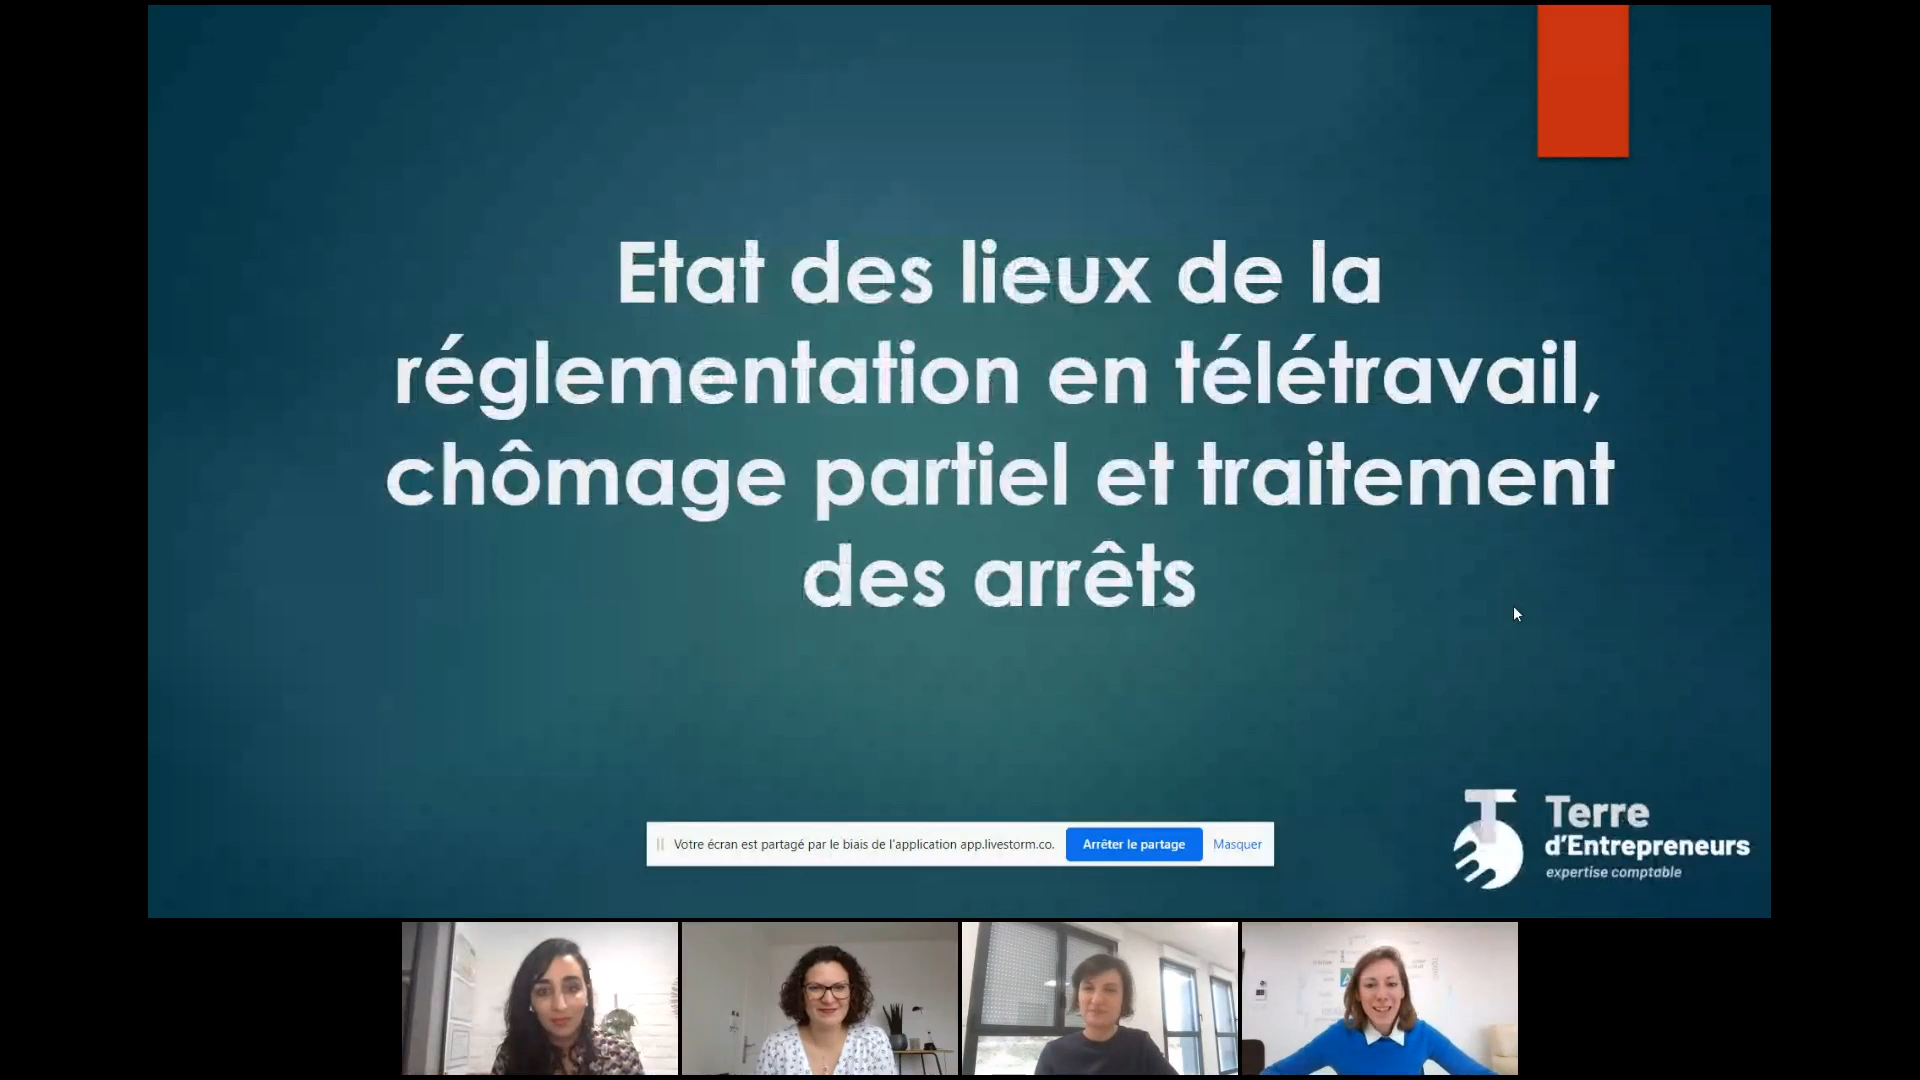 Etat des lieux de la
réglementation en télétravail,
chômage partiel et traitement
des arrêts
Votre écran est partagé par le biais de l'application app.livestorm.co.
Arrêter le partage
Masquer
Terre
d'Entrepreneurs
expertise comptable